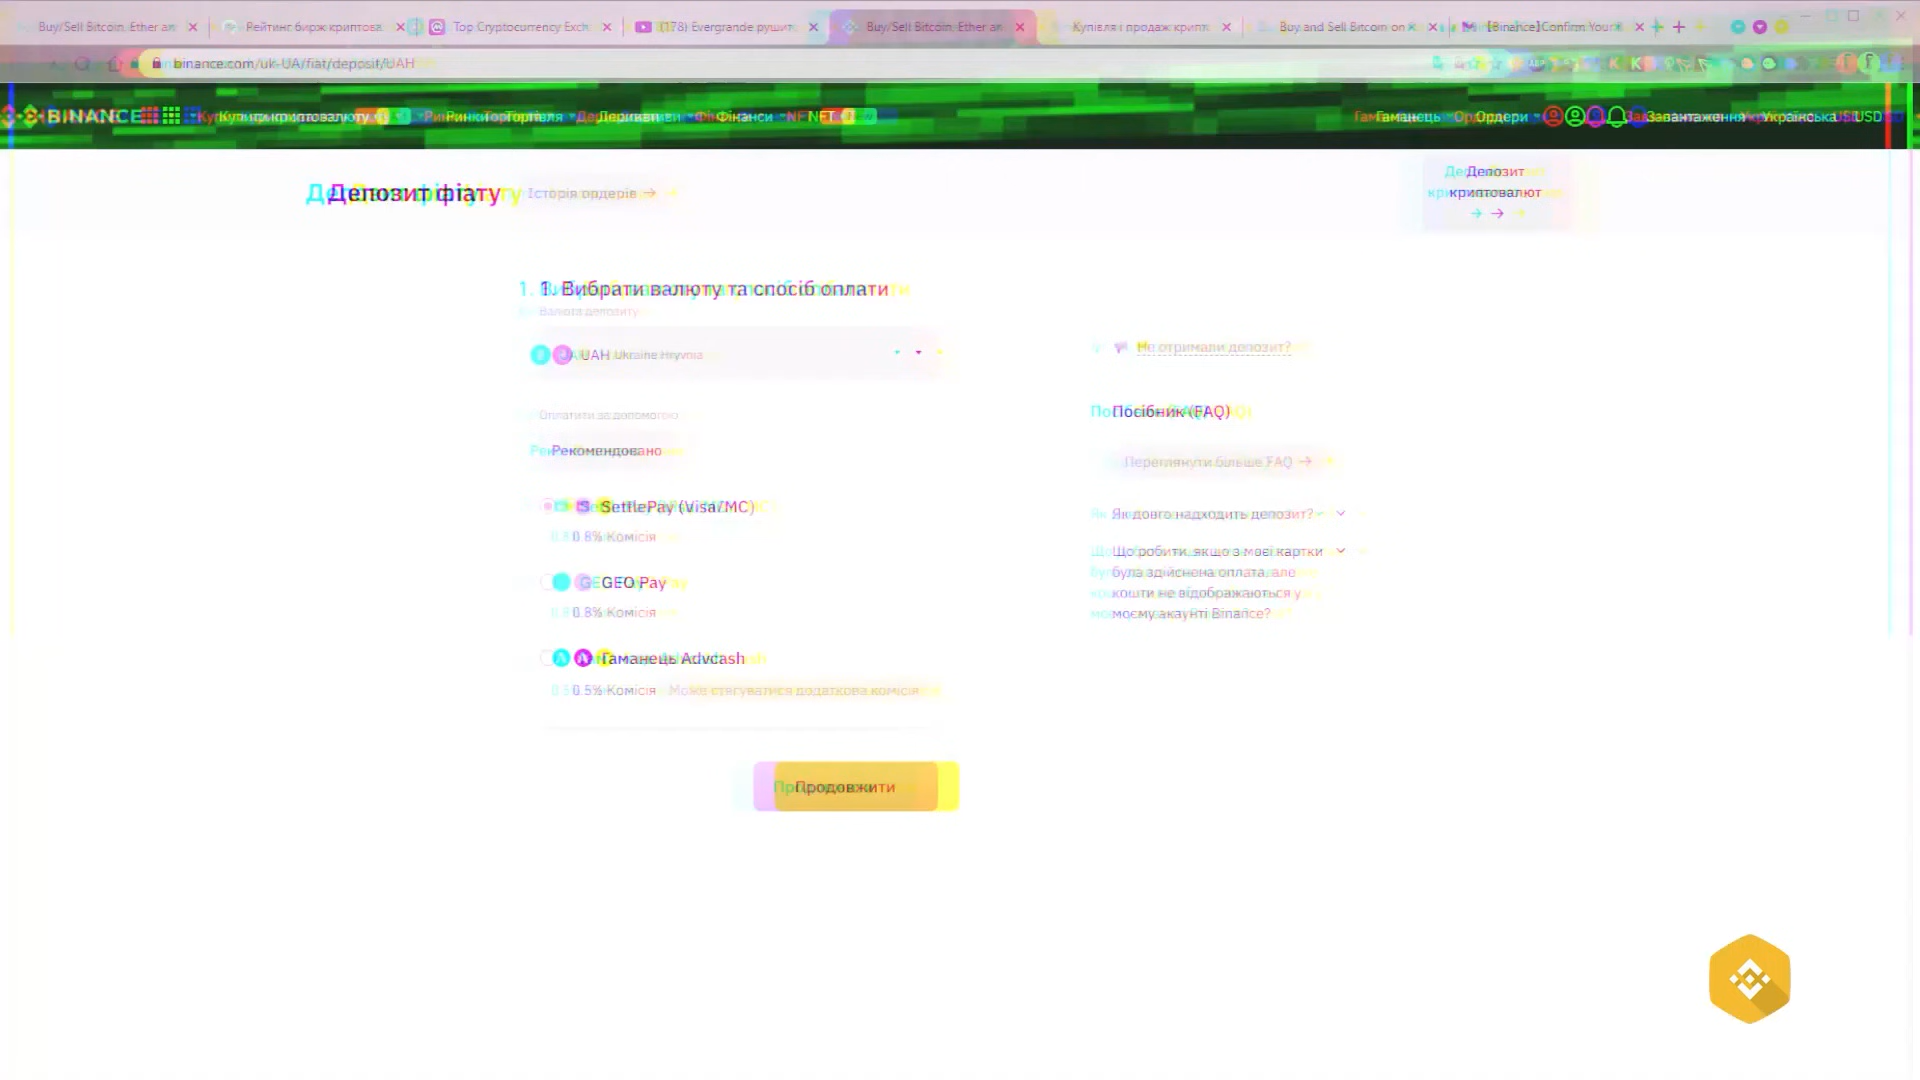 Buy/Sell Bitcoin, Ether an
Рейтинг бирж криптова
Top Cryptocurrency Exch
(178) Evergrande рушит
Buy/Sell Bitcoin, Ether an
Купівля і продаж крипт
Buy and Sell Bitcoin on
[Binance]Confirm Your
binance.com/uk-UA/fiat/deposit/UAH
BINANCE
Купити криптовалюту
Ринки
Торгівля
Деривативи
Фінанси
NFT
New
Гаманець
Ордери
Завантаження
Українська
USD
Депозит фіату
Історія ордерів →
Депозит
криптовалют
→
1. Вибрати валюту та спосіб оплати
Валюта депозиту
UAH Ukraine Hryvnia
Оплатити за допомогою
Рекомендовано
SettlePay (Visa/MC)
0.8% Комісія
GEO Pay
0.8% Комісія
Гаманець Advcash
0.5% Комісія
Може стягуватися додаткова комісія
Продовжити
Не отримали депозит?
Посібник (FAQ)
Переглянути більше FAQ →
Як довго надходить депозит?
Що робити, якщо з моєї картки
була здійснена оплата, але
кошти не відображаються у
моєму акаунті Binance?